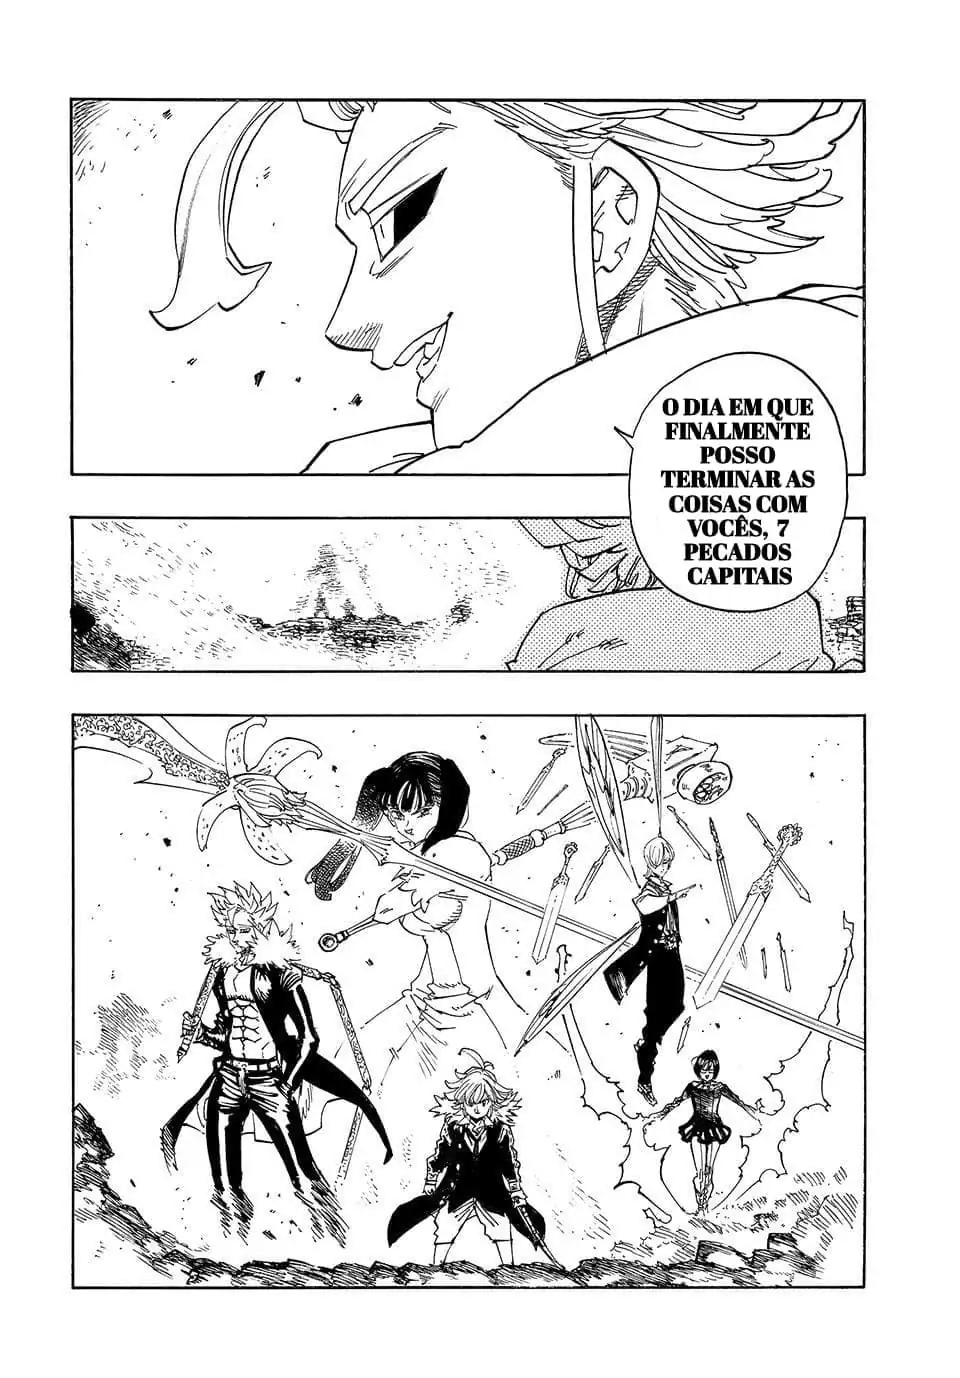 O DIA EM QUE
FINALMENTE
POSSO
TERMINAR AS
COISAS COM
VOCÊS, 7
PECADOS
CAPITAIS